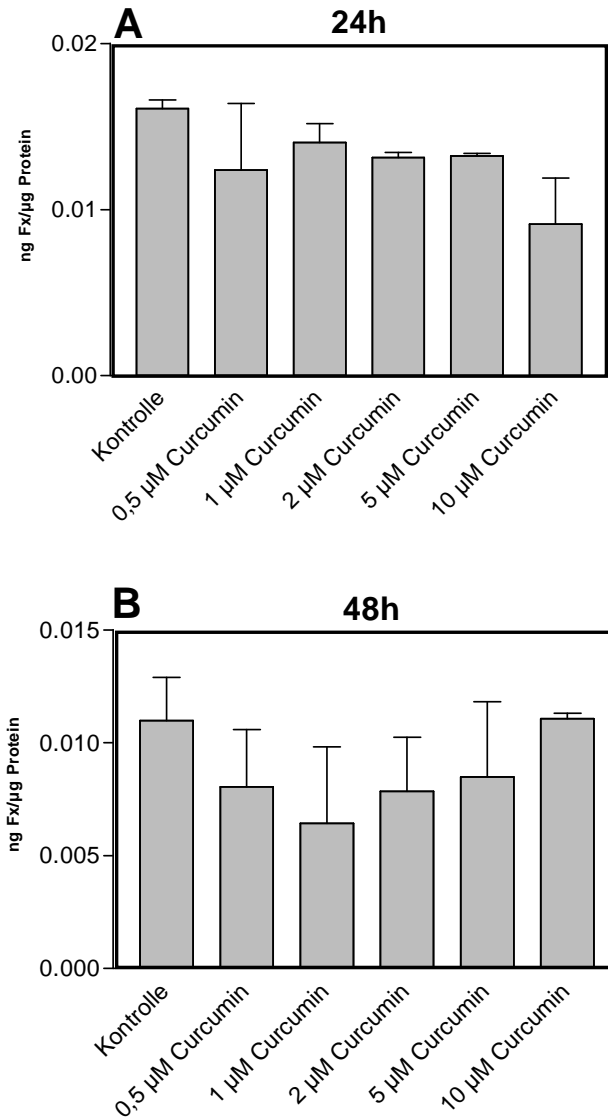 A
24h
0.02
0.01
0.00
ng Fx/µg Protein
Kontrolle
0,5 µM Curcumin
1 µM Curcumin
2 µM Curcumin
5 µM Curcumin
10 µM Curcumin
B
48h
0.015
0.010
0.005
0.000
ng Fx/µg Protein
Kontrolle
0,5 µM Curcumin
1 µM Curcumin
2 µM Curcumin
5 µM Curcumin
10 µM Curcumin